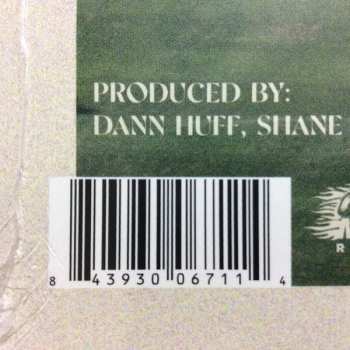 PRODUCED BY:
DANN HUFF, SHANE
8 43930 06711 4
R